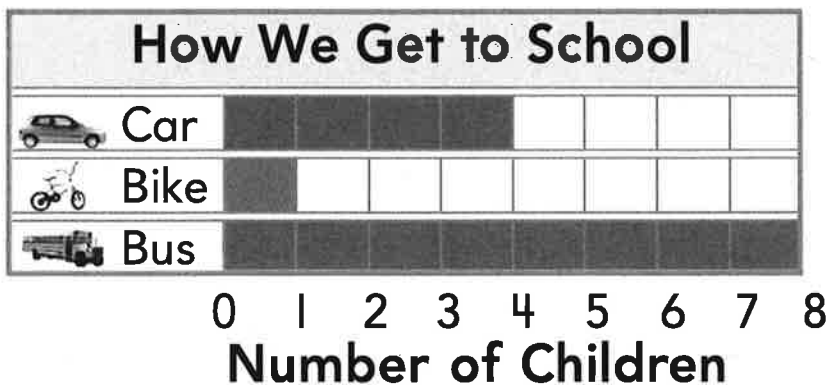 How We Get to School
Car
Bike
Bus
0 1 2 3 4 5 6 7 8
Number of Children